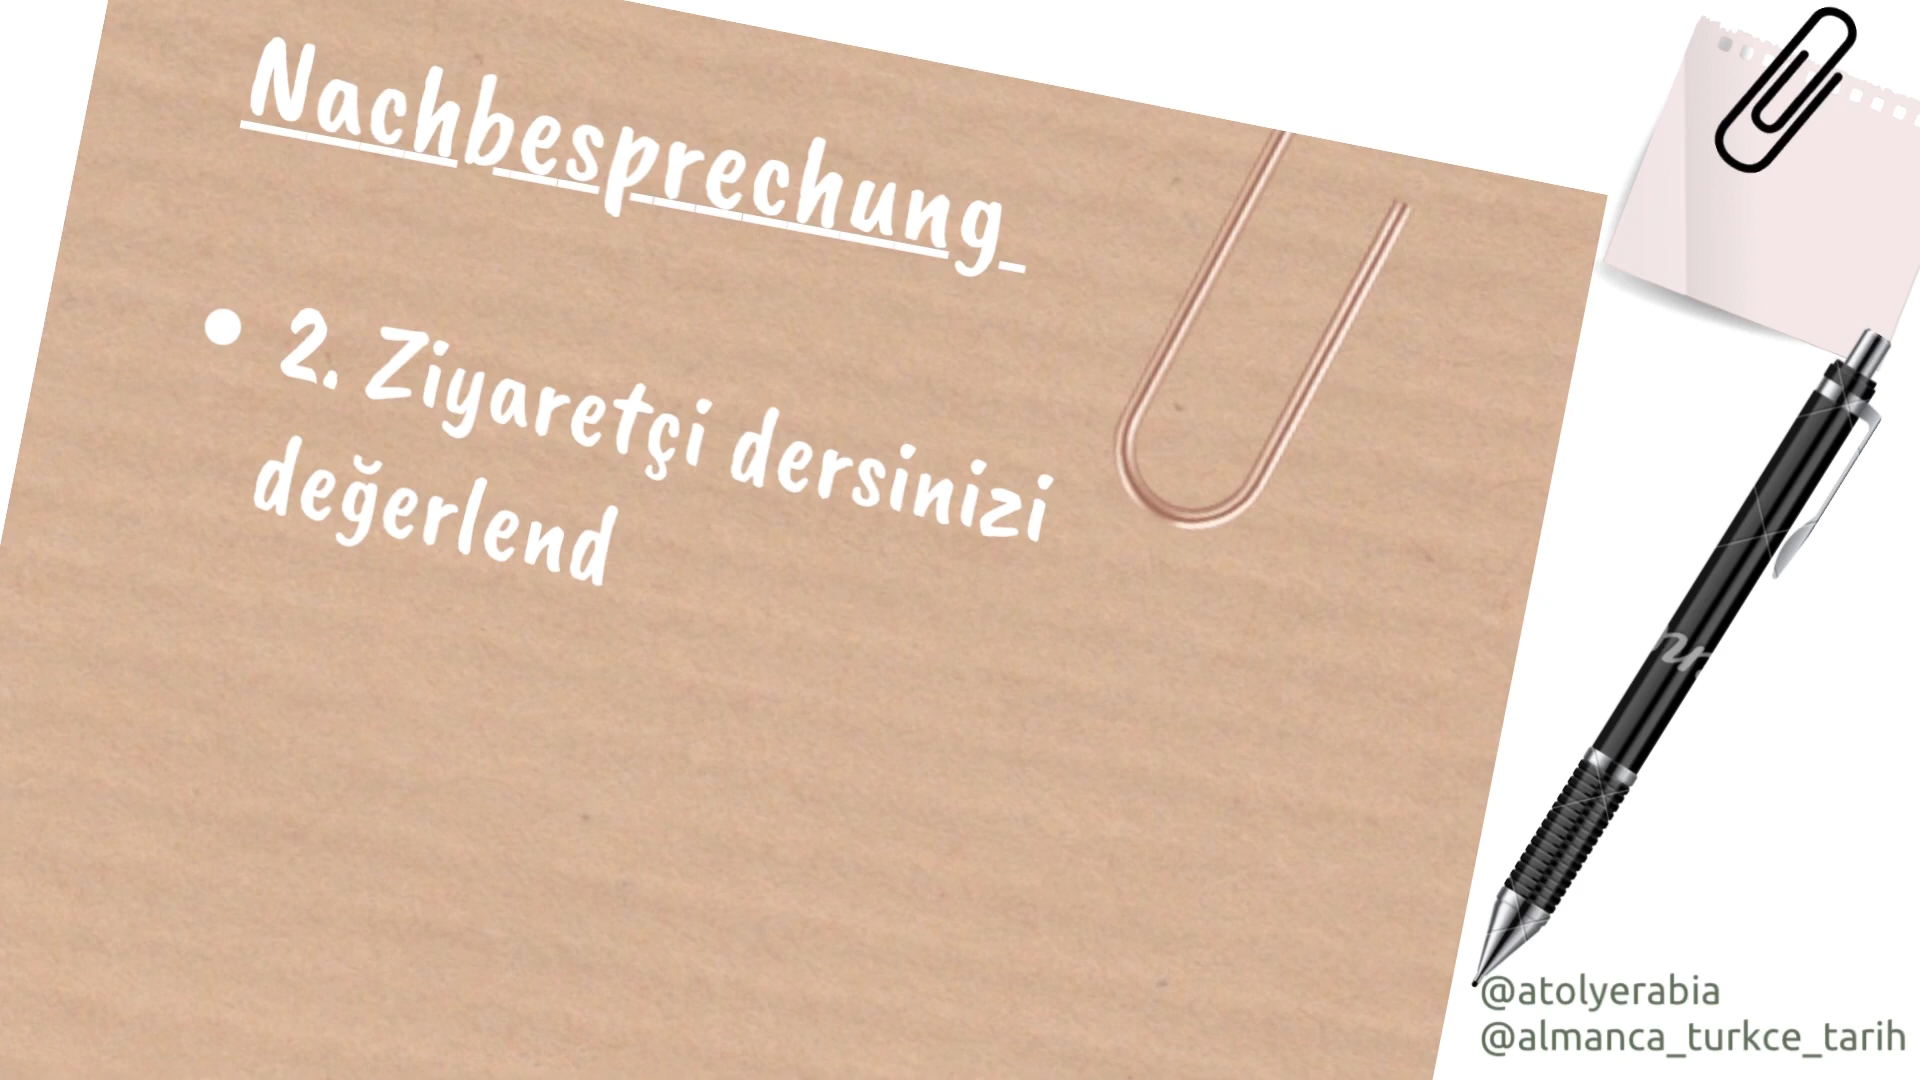 Nachbesprechung
• 2. Ziyaretçi dersinizi
değerlend
@atolyerabia
@almanca_turkce_tarih